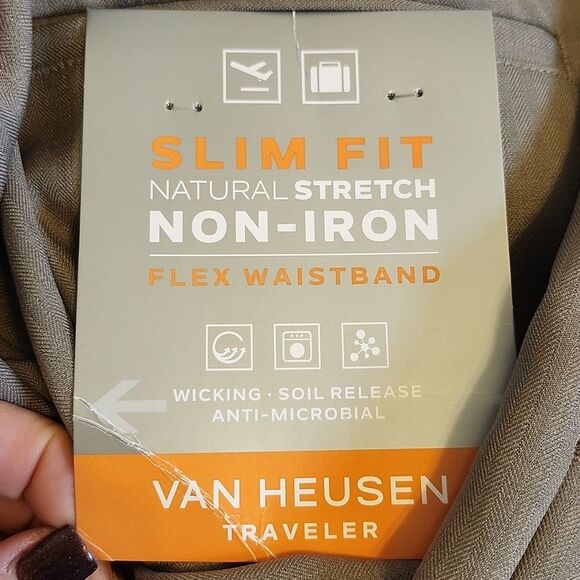 SLIM FIT
NATURAL STRETCH
NON-IRON
FLEX WAISTBAND
WICKING · SOIL RELEASE
ANTI-MICROBIAL
VAN HEUSEN
TRAVELER